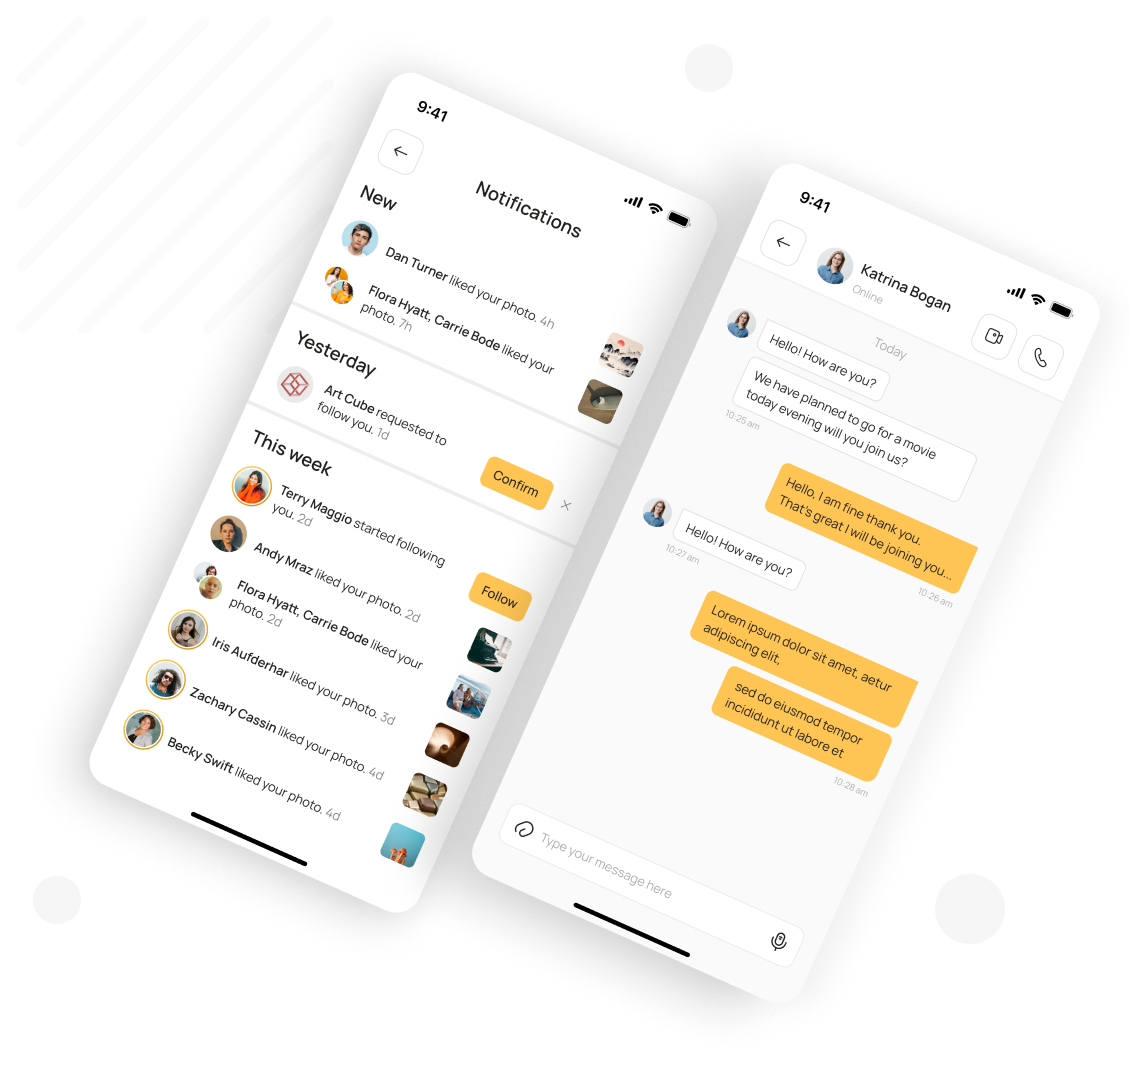 9:41
Notifications
New
Dan Turner liked your photo. 4h
Flora Hyatt, Carrie Bode liked your
photo. 7h
Yesterday
Art Cube requested to
follow you. 1d
Confirm
This week
Terry Maggio started following
you. 2d
Follow
Andy Mraz liked your photo. 2d
Flora Hyatt, Carrie Bode liked your
photo. 2d
Iris Aufderhar liked your photo. 3d
Zachary Cassin liked your photo. 4d
Becky Swift liked your photo. 4d
9:41
Katrina Bogan
Online
Today
Hello! How are you?
We have planned to go for a movie
today evening will you join us?
10:25 am
Hello, I am fine thank you.
That's great I will be joining you...
10:26 am
Hello! How are you?
10:27 am
Lorem ipsum dolor sit amet, aetur
adipiscing elit,
sed do eiusmod tempor
incididunt ut labore et
10:28 am
Type your message here